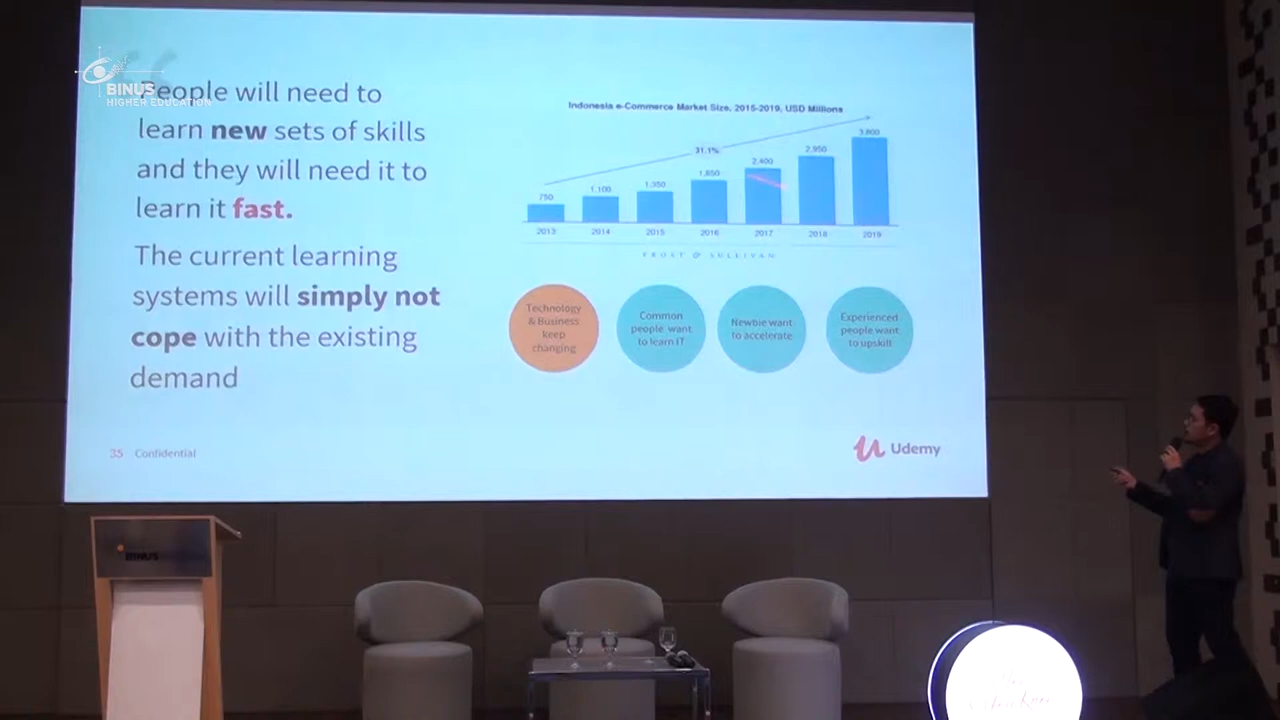 BINUS
HIGHER EDUCATION
People will need to
learn new sets of skills
and they will need it to
learn it fast.
The current learning
systems will simply not
cope with the existing
demand
Indonesia e-Commerce Market Size, 2015-2019, USD Millions
31.1%
750
1,100
1,350
1,850
2,400
2,950
3,800
2013
2014
2015
2016
2017
2018
2019
FROST & SULLIVAN
Technology
& Business
keep
changing
Common
people want
to learn IT
Newbie want
to accelerate
Experienced
people want
to upskill
35 Confidential
Udemy
BINUS